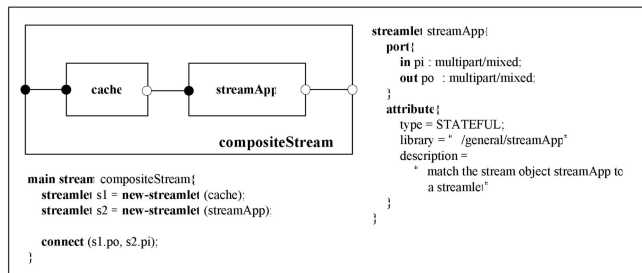 cache
streamApp
compositeStream
main stream compositeStream{
streamlet s1 = new-streamlet (cache);
streamlet s2 = new-streamlet (streamApp);
connect (s1.po, s2.pi);
}
streamlet streamApp{
port{
in pi : multipart/mixed;
out po : multipart/mixed;
}
attribute{
type = STATEFUL;
library = “ /general/streamApp”
description =
“ match the stream object streamApp to
a streamlet”
}
}